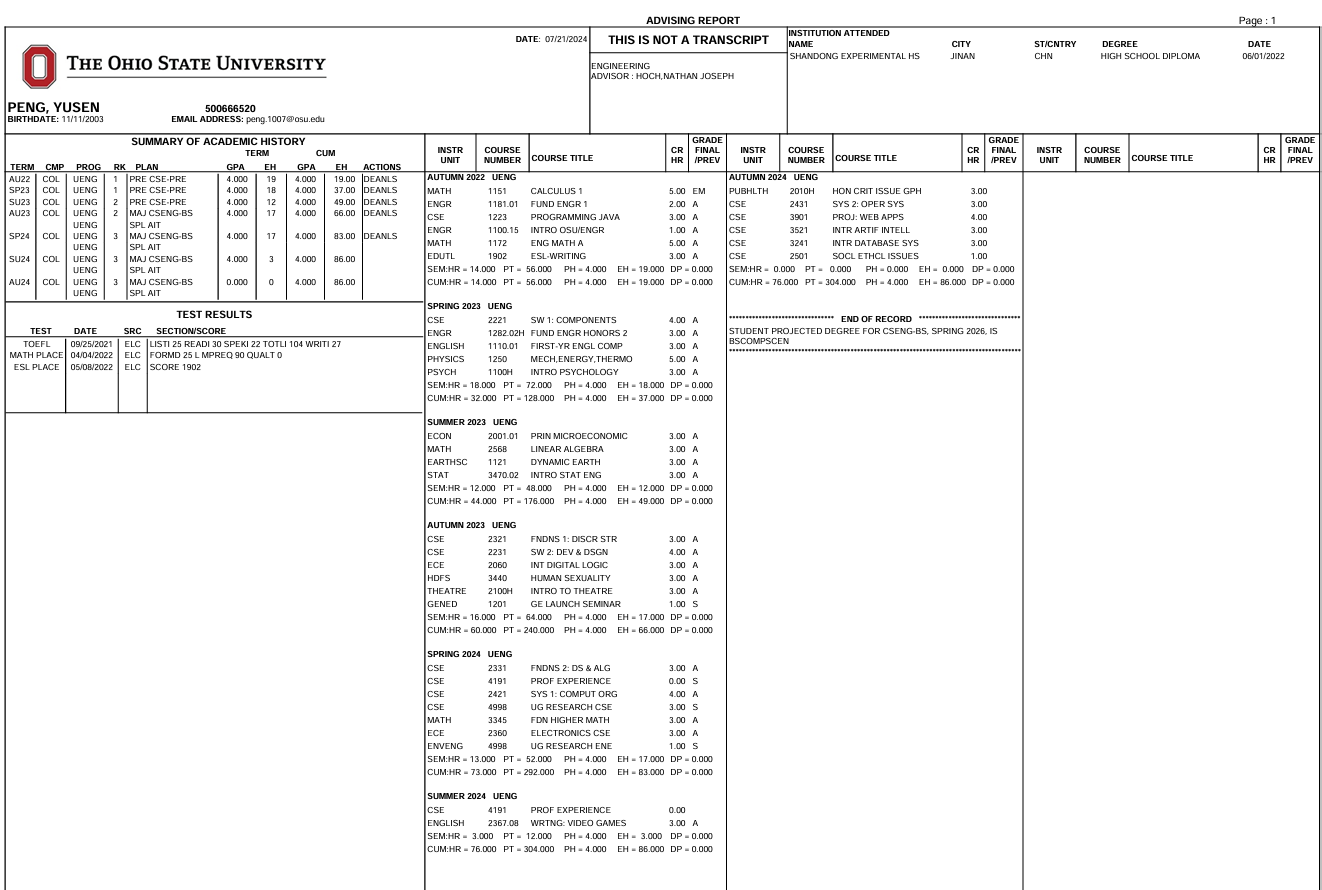 ADVISING REPORT
Page : 1
DATE: 07/21/2024
THE OHIO STATE UNIVERSITY
PENG, YUSEN 500666520
BIRTHDATE: 11/11/2003 EMAIL ADDRESS: peng.1007@osu.edu
THIS IS NOT A TRANSCRIPT
ENGINEERING
ADVISOR : HOCH,NATHAN JOSEPH
INSTITUTION ATTENDED
NAME CITY ST/CNTRY DEGREE DATE
SHANDONG EXPERIMENTAL HS JINAN CHN HIGH SCHOOL DIPLOMA 06/01/2022
SUMMARY OF ACADEMIC HISTORY
TERM CUM
TERM CMP PROG RK PLAN GPA EH GPA EH ACTIONS
AU22 COL UENG 1 PRE CSE-PRE 4.000 19 4.000 19.00 DEANLS
SP23 COL UENG 1 PRE CSE-PRE 4.000 18 4.000 37.00 DEANLS
SU23 COL UENG 2 PRE CSE-PRE 4.000 12 4.000 49.00 DEANLS
AU23 COL UENG 2 MAJ CSENG-BS 4.000 17 4.000 66.00 DEANLS
UENG SPL AIT
SP24 COL UENG 3 MAJ CSENG-BS 4.000 17 4.000 83.00 DEANLS
UENG SPL AIT
SU24 COL UENG 3 MAJ CSENG-BS 4.000 3 4.000 86.00
UENG SPL AIT
AU24 COL UENG 3 MAJ CSENG-BS 0.000 0 4.000 86.00
UENG SPL AIT
TEST RESULTS
TEST DATE SRC SECTION/SCORE
TOEFL 09/25/2021 ELC LISTI 25 READI 30 SPEKI 22 TOTLI 104 WRITI 27
MATH PLACE 04/04/2022 ELC FORMD 25 L MPREQ 90 QUALT 0
ESL PLACE 05/08/2022 ELC SCORE 1902
INSTR UNIT COURSE NUMBER COURSE TITLE CR HR GRADE FINAL /PREV
AUTUMN 2022 UENG
MATH 1151 CALCULUS 1 5.00 EM
ENGR 1181.01 FUND ENGR 1 2.00 A
CSE 1223 PROGRAMMING JAVA 3.00 A
ENGR 1100.15 INTRO OSU/ENGR 1.00 A
MATH 1172 ENG MATH A 5.00 A
EDUTL 1902 ESL-WRITING 3.00 A
SEM:HR = 14.000 PT = 56.000 PH = 4.000 EH = 19.000 DP = 0.000
CUM:HR = 14.000 PT = 56.000 PH = 4.000 EH = 19.000 DP = 0.000
SPRING 2023 UENG
CSE 2221 SW 1: COMPONENTS 4.00 A
ENGR 1282.02H FUND ENGR HONORS 2 3.00 A
ENGLISH 1110.01 FIRST-YR ENGL COMP 3.00 A
PHYSICS 1250 MECH,ENERGY,THERMO 5.00 A
PSYCH 1100H INTRO PSYCHOLOGY 3.00 A
SEM:HR = 18.000 PT = 72.000 PH = 4.000 EH = 18.000 DP = 0.000
CUM:HR = 32.000 PT = 128.000 PH = 4.000 EH = 37.000 DP = 0.000
SUMMER 2023 UENG
ECON 2001.01 PRIN MICROECONOMIC 3.00 A
MATH 2568 LINEAR ALGEBRA 3.00 A
EARTHSC 1121 DYNAMIC EARTH 3.00 A
STAT 3470.02 INTRO STAT ENG 3.00 A
SEM:HR = 12.000 PT = 48.000 PH = 4.000 EH = 12.000 DP = 0.000
CUM:HR = 44.000 PT = 176.000 PH = 4.000 EH = 49.000 DP = 0.000
AUTUMN 2023 UENG
CSE 2321 FNDNS 1: DISCR STR 3.00 A
CSE 2231 SW 2: DEV & DSGN 4.00 A
ECE 2060 INT DIGITAL LOGIC 3.00 A
HDFS 3440 HUMAN SEXUALITY 3.00 A
THEATRE 2100H INTRO TO THEATRE 3.00 A
GENED 1201 GE LAUNCH SEMINAR 1.00 S
SEM:HR = 16.000 PT = 64.000 PH = 4.000 EH = 17.000 DP = 0.000
CUM:HR = 60.000 PT = 240.000 PH = 4.000 EH = 66.000 DP = 0.000
SPRING 2024 UENG
CSE 2331 FNDNS 2: DS & ALG 3.00 A
CSE 4191 PROF EXPERIENCE 0.00 S
CSE 2421 SYS 1: COMPUT ORG 4.00 A
CSE 4998 UG RESEARCH CSE 3.00 S
MATH 3345 FDN HIGHER MATH 3.00 A
ECE 2360 ELECTRONICS CSE 3.00 A
ENVENG 4998 UG RESEARCH ENE 1.00 S
SEM:HR = 13.000 PT = 52.000 PH = 4.000 EH = 17.000 DP = 0.000
CUM:HR = 73.000 PT = 292.000 PH = 4.000 EH = 83.000 DP = 0.000
SUMMER 2024 UENG
CSE 4191 PROF EXPERIENCE 0.00
ENGLISH 2367.08 WRTNG: VIDEO GAMES 3.00 A
SEM:HR = 3.000 PT = 12.000 PH = 4.000 EH = 3.000 DP = 0.000
CUM:HR = 76.000 PT = 304.000 PH = 4.000 EH = 86.000 DP = 0.000
INSTR UNIT COURSE NUMBER COURSE TITLE CR HR GRADE FINAL /PREV
AUTUMN 2024 UENG
PUBHLTH 2010H HON CRIT ISSUE GPH 3.00
CSE 2431 SYS 2: OPER SYS 3.00
CSE 3901 PROJ: WEB APPS 4.00
CSE 3521 INTR ARTIF INTELL 3.00
CSE 3241 INTR DATABASE SYS 3.00
CSE 2501 SOCL ETHCL ISSUES 1.00
SEM:HR = 0.000 PT = 0.000 PH = 0.000 EH = 0.000 DP = 0.000
CUM:HR = 76.000 PT = 304.000 PH = 4.000 EH = 86.000 DP = 0.000
****************************** END OF RECORD *****************************
STUDENT PROJECTED DEGREE FOR CSENG-BS, SPRING 2026, IS
BSCOMPSCEN
INSTR UNIT COURSE NUMBER COURSE TITLE CR HR GRADE FINAL /PREV